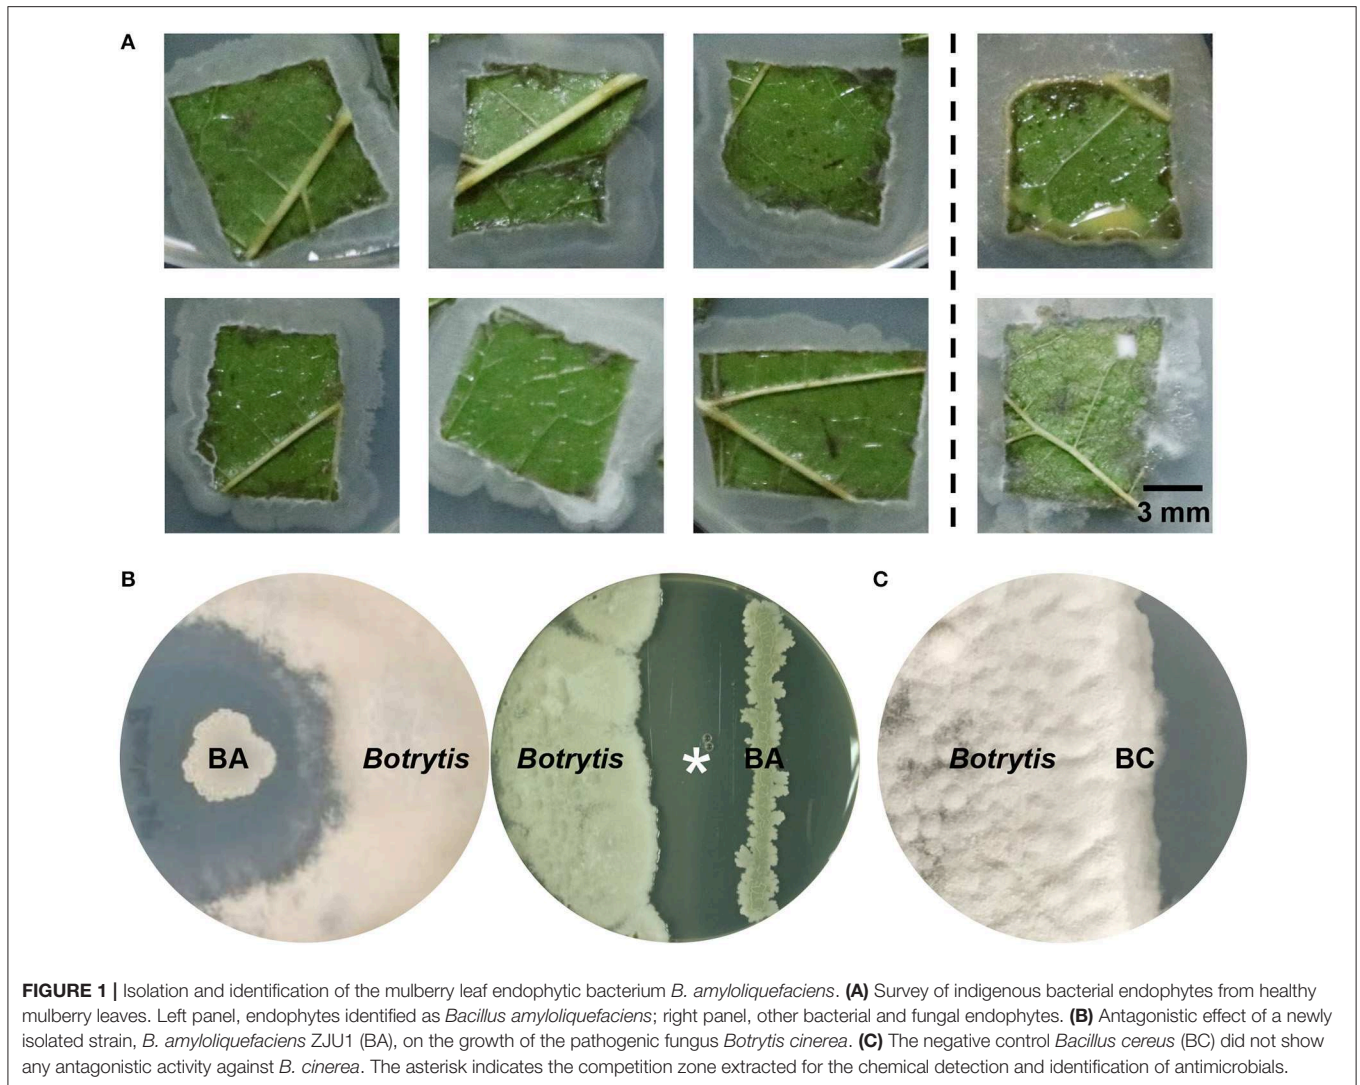 A
3 mm
B
C
BA
Botrytis
Botrytis
*
BA
Botrytis
BC
FIGURE 1 | Isolation and identification of the mulberry leaf endophytic bacterium B. amyloliquefaciens. (A) Survey of indigenous bacterial endophytes from healthy
mulberry leaves. Left panel, endophytes identified as Bacillus amyloliquefaciens; right panel, other bacterial and fungal endophytes. (B) Antagonistic effect of a newly
isolated strain, B. amyloliquefaciens ZJU1 (BA), on the growth of the pathogenic fungus Botrytis cinerea. (C) The negative control Bacillus cereus (BC) did not show
any antagonistic activity against B. cinerea. The asterisk indicates the competition zone extracted for the chemical detection and identification of antimicrobials.